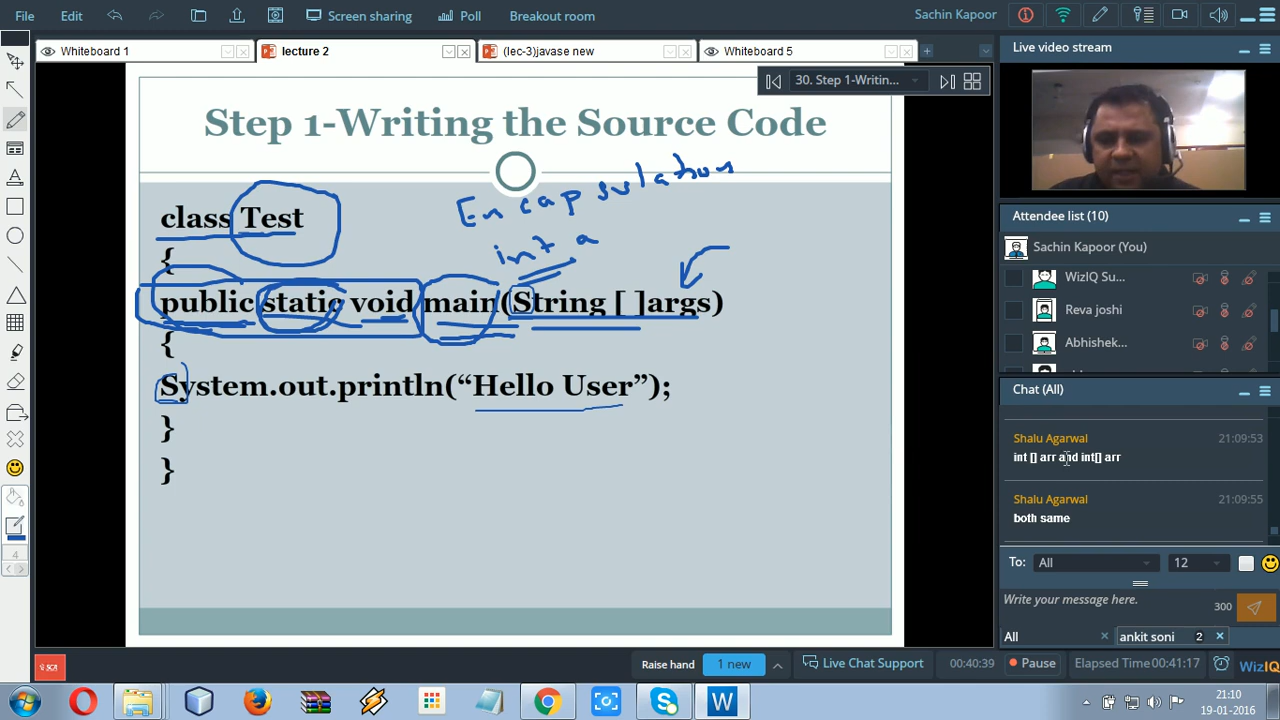 File Edit Screen sharing Poll Breakout room Sachin Kapoor
Whiteboard 1 lecture 2 (lec-3)javase new Whiteboard 5
30. Step 1-Writin...
Step 1-Writing the Source Code
Encapsulation
int a
class Test
{
public static void main(String [ ]args)
{
System.out.println(“Hello User”);
}
}
Live video stream
Attendee list (10)
Sachin Kapoor (You)
WizIQ Su...
Reva joshi
Abhishek...
Chat (All)
Shalu Agarwal 21:09:53
int [] arr and int[] arr
Shalu Agarwal 21:09:55
both same
To: All 12
Write your message here. 300
All ankit soni 2
4
Raise hand 1 new Live Chat Support 00:40:39 Pause Elapsed Time 00:41:17 WizIQ
21:10
19-01-2016